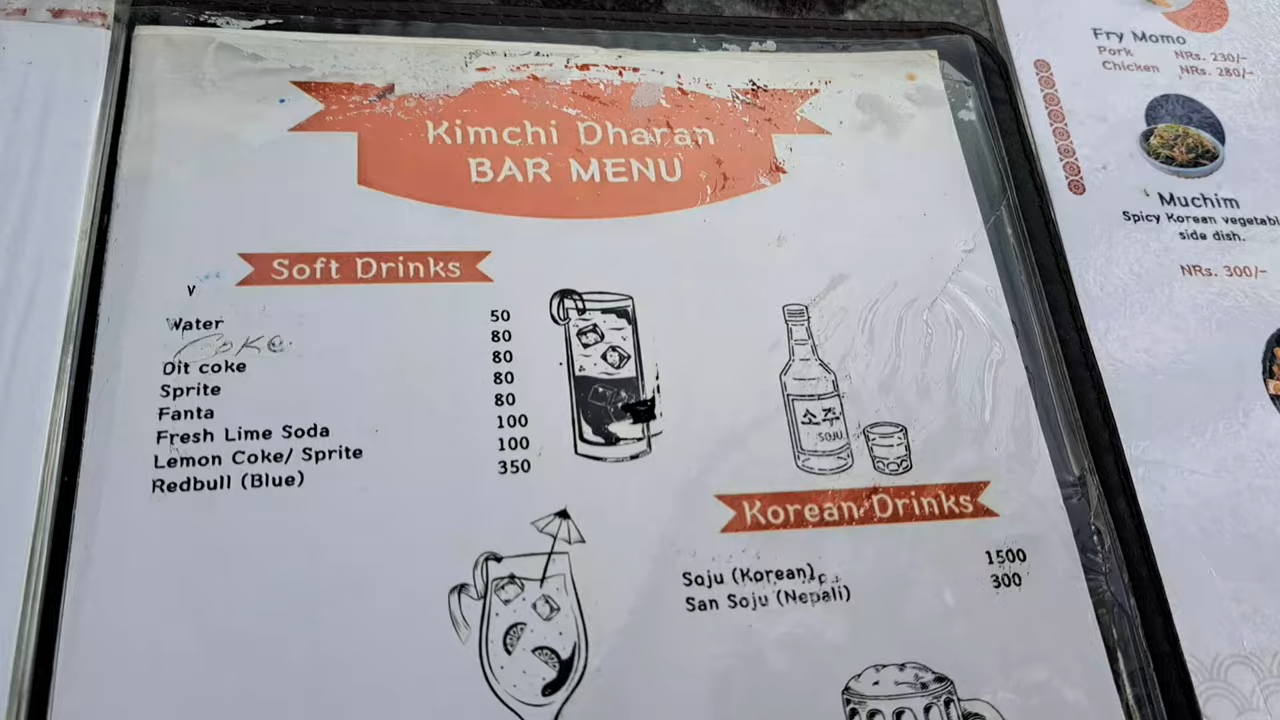 Kimchi Dharan
BAR MENU
Soft Drinks
v
Water 50
Coke 80
Dit coke 80
Sprite 80
Fanta 80
Fresh Lime Soda 100
Lemon Coke/ Sprite 100
Redbull (Blue) 350
소주
SOJU
Korean Drinks
Soju (Korean) 1500
San Soju (Nepali) 300
Fry Momo
Pork NRs. 230/-
Chicken NRs. 280/-
Muchim
Spicy Korean vegetabl
side dish.
NRs. 300/-